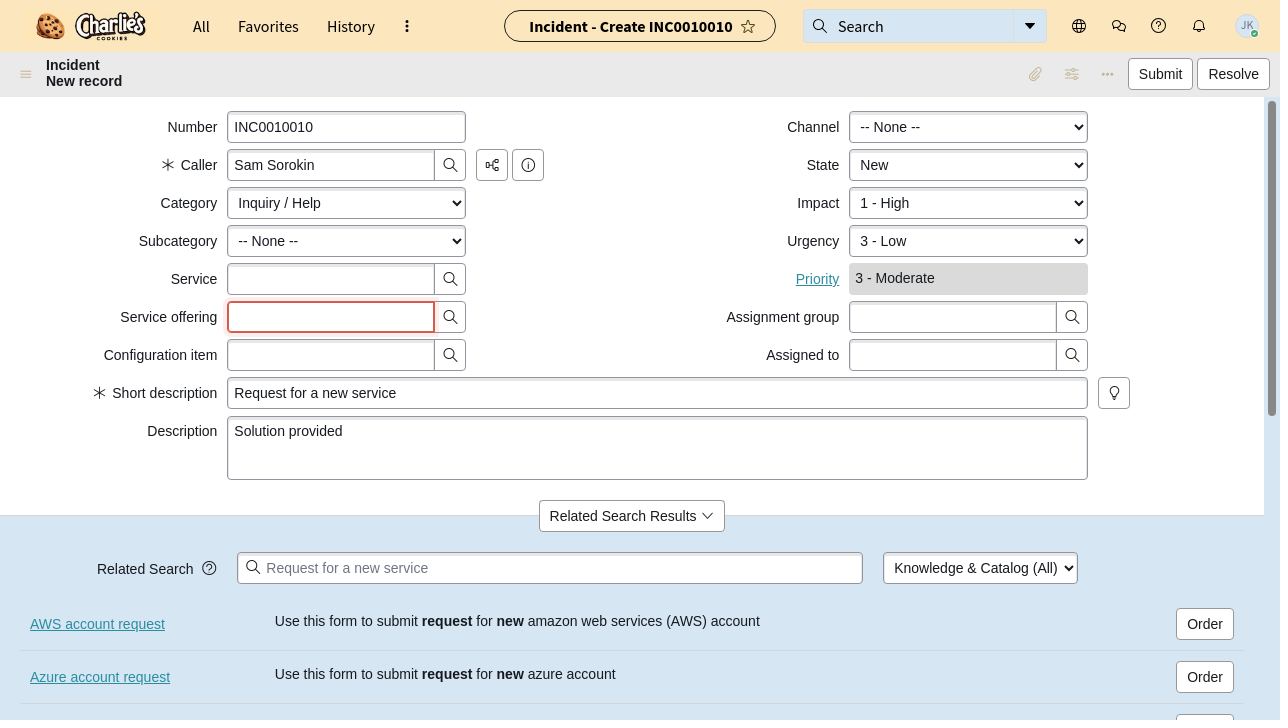 Charlie's COOKIES
All
Favorites
History
Incident - Create INC0010010
Search
JK
Incident
New record
Submit
Resolve
Number
INC0010010
Channel
-- None --
Caller
Sam Sorokin
State
New
Category
Inquiry / Help
Impact
1 - High
Subcategory
-- None --
Urgency
3 - Low
Service
Priority
3 - Moderate
Service offering
Assignment group
Configuration item
Assigned to
Short description
Request for a new service
Description
Solution provided
Related Search Results
Related Search
Request for a new service
Knowledge & Catalog (All)
AWS account request
Use this form to submit request for new amazon web services (AWS) account
Order
Azure account request
Use this form to submit request for new azure account
Order